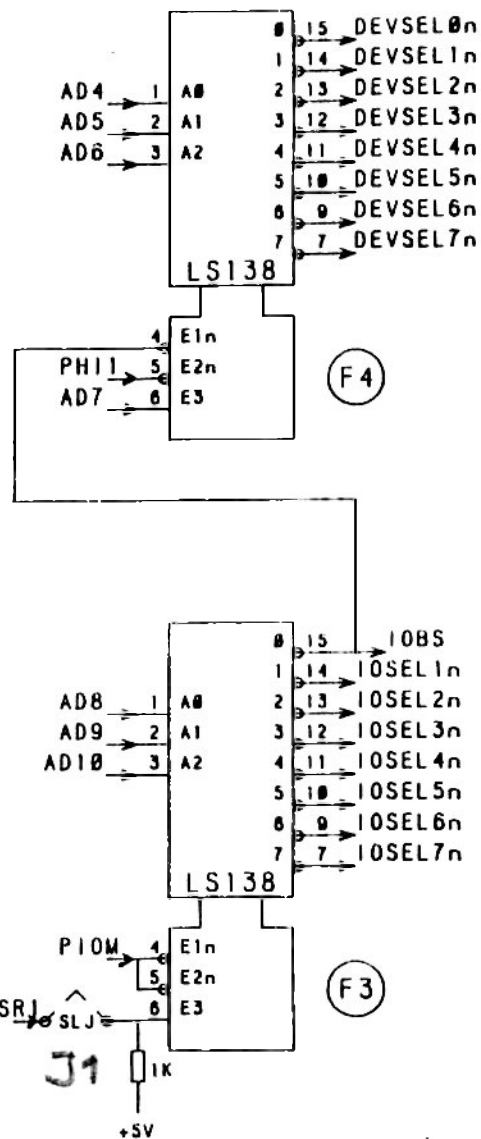 0 15 DEVSEL0n
1 14 DEVSEL1n
AD4 1 A0 2 13 DEVSEL2n
AD5 2 A1 3 12 DEVSEL3n
AD6 3 A2 4 11 DEVSEL4n
5 10 DEVSEL5n
6 9 DEVSEL6n
7 7 DEVSEL7n
LS138
4 E1n
PHI1 5 E2n
AD7 6 E3
F4
0 15 IOBS
1 14 IOSEL1n
AD8 1 A0 2 13 IOSEL2n
AD9 2 A1 3 12 IOSEL3n
AD10 3 A2 4 11 IOSEL4n
5 10 IOSEL5n
6 9 IOSEL6n
7 7 IOSEL7n
LS138
PIOM 4 E1n
5 E2n
SRJ SLJ 6 E3
F3
J1
1K
+5V